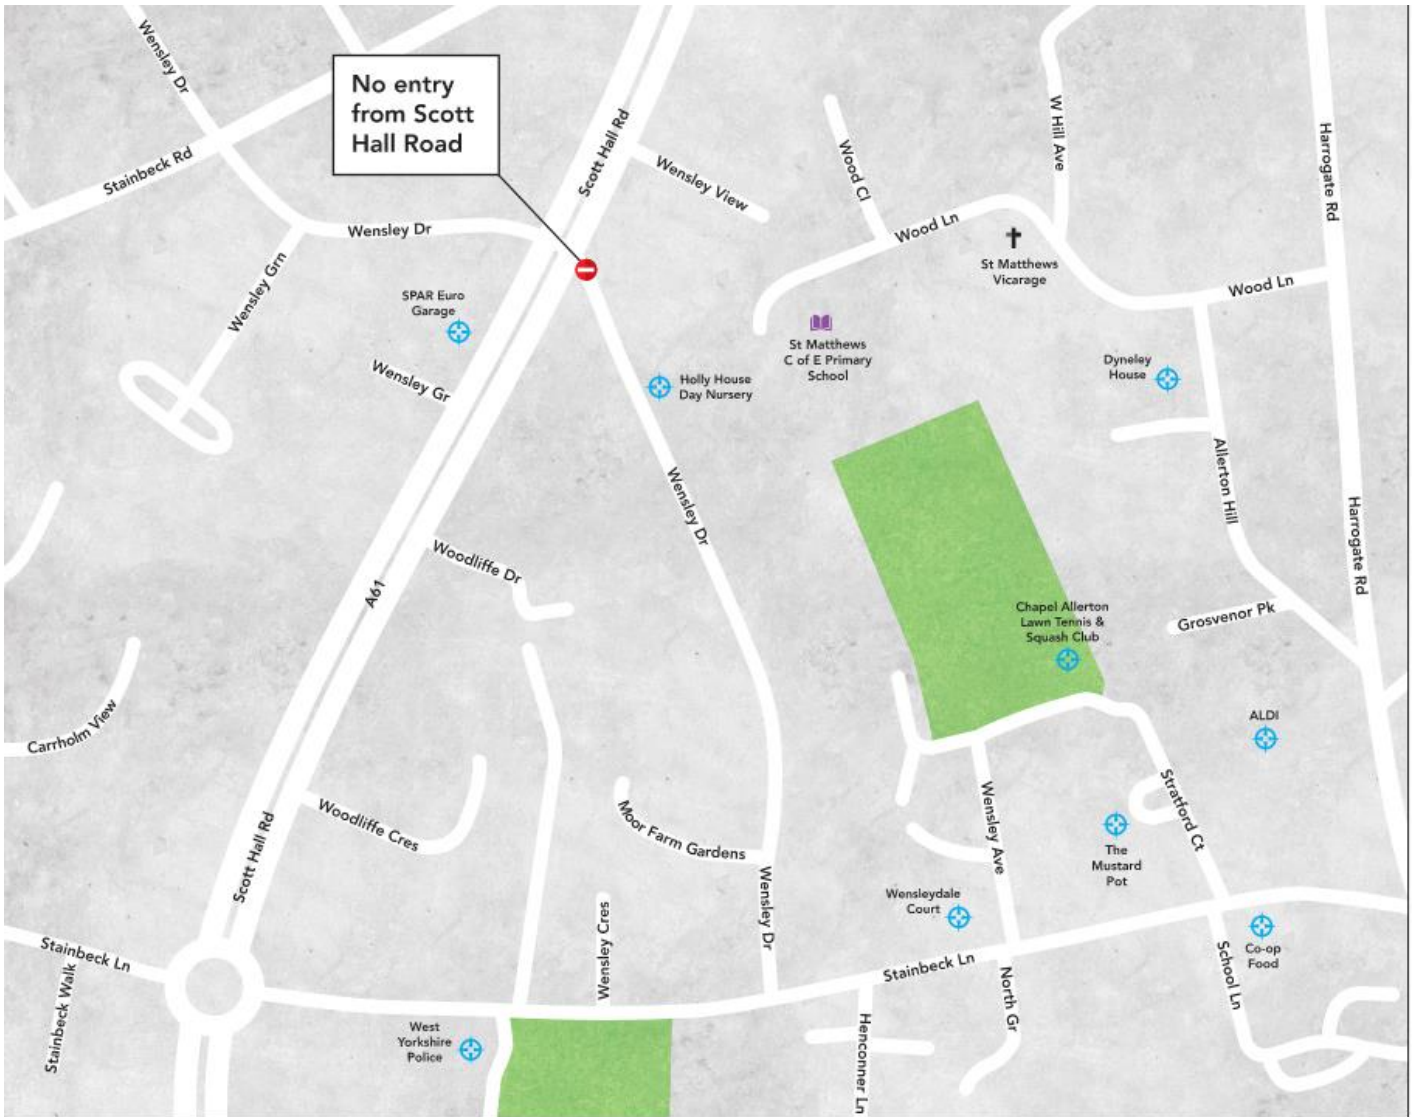 Wensley Dr
No entry
from Scott
Hall Road
Stainbeck Rd
Scott Hall Rd
Wensley View
Wood Cl
W Hill Ave
Harrogate Rd
Wensley Dr
Wensley Grn
Wood Ln
St Matthews
Vicarage
Wood Ln
SPAR Euro
Garage
Wensley Gr
Holly House
Day Nursery
St Matthews
C of E Primary
School
Dyneley
House
Wensley Dr
Allerton Hill
Harrogate Rd
Woodliffe Dr
A61
Chapel Allerton
Lawn Tennis &
Squash Club
Grosvenor Pk
Carrholm View
ALDI
Woodliffe Cres
Moor Farm Gardens
Wensley Ave
Stratford Ct
The
Mustard
Pot
Scott Hall Rd
Wensley Cres
Wensley Dr
Wensleydale
Court
Stainbeck Ln
Stainbeck Walk
Stainbeck Ln
North Gr
School Ln
Co-op
Food
West
Yorkshire
Police
Henconner Ln